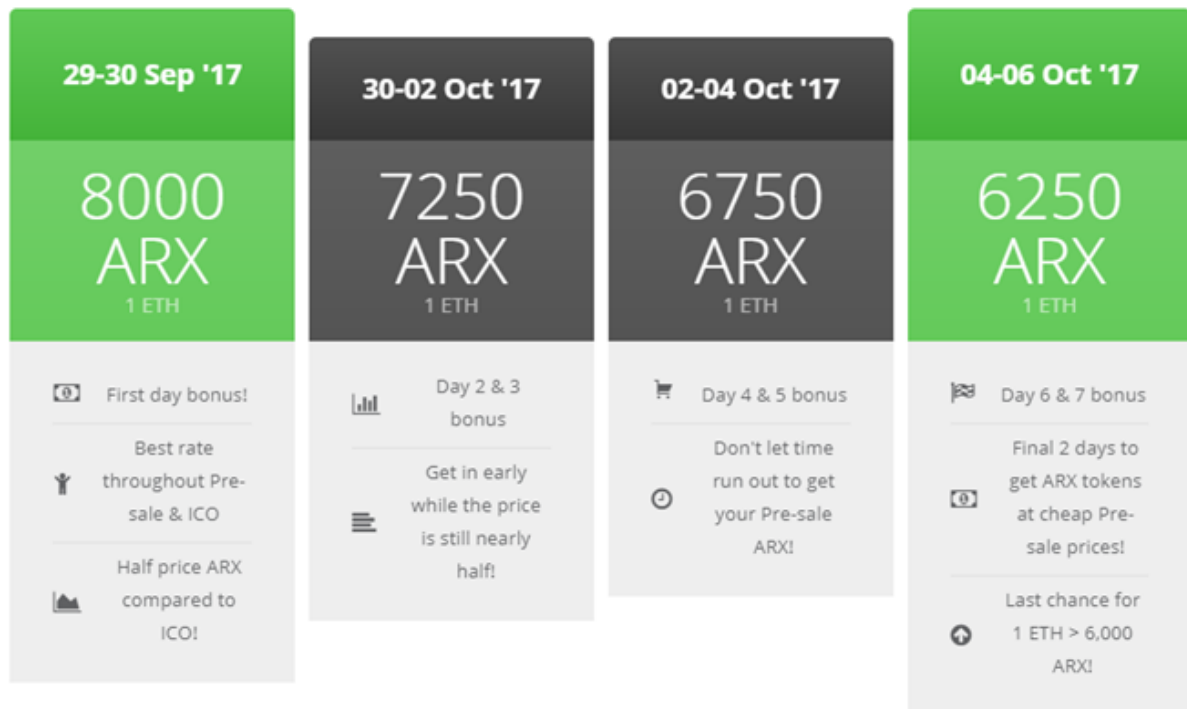 29-30 Sep '17
8000
ARX
1 ETH
First day bonus!
Best rate
throughout Pre-
sale & ICO
Half price ARX
compared to
ICO!
30-02 Oct '17
7250
ARX
1 ETH
Day 2 & 3
bonus
Get in early
while the price
is still nearly
half!
02-04 Oct '17
6750
ARX
1 ETH
Day 4 & 5 bonus
Don't let time
run out to get
your Pre-sale
ARX!
04-06 Oct '17
6250
ARX
1 ETH
Day 6 & 7 bonus
Final 2 days to
get ARX tokens
at cheap Pre-
sale prices!
Last chance for
1 ETH > 6,000
ARX!